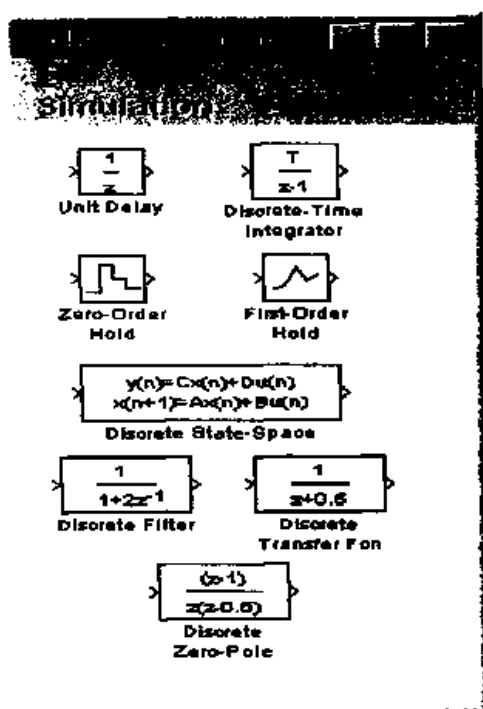 Simulation
1
z
Unit Delay
T
z-1
Discrete-Time
Integrator
Zero-Order
Hold
First-Order
Hold
y(n)=Cx(n)+Du(n)
x(n+1)=Ax(n)+Bu(n)
Discrete State-Space
1
1+2z-1
Discrete Filter
1
z+0.5
Discrete
Transfer Fcn
(z-1)
z(z-0.5)
Discrete
Zero-Pole